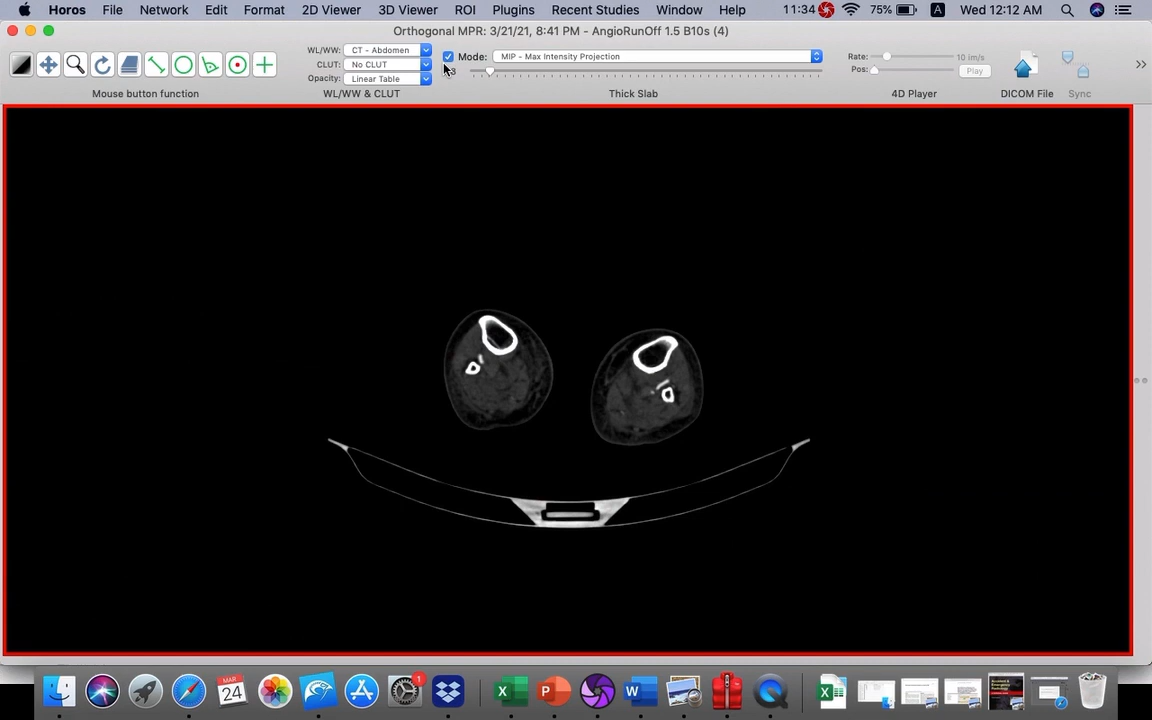 Horos File Network Edit Format 2D Viewer 3D Viewer ROI Plugins Recent Studies Window Help 11:34 75% A Wed 12:12 AM
Orthogonal MPR: 3/21/21, 8:41 PM - AngioRunOff 1.5 B10s (4)
WL/WW: CT - Abdomen
CLUT: No CLUT
Opacity: Linear Table
Mode: MIP - Max Intensity Projection
Rate: 10 im/s
Pos: Play
Mouse button function WL/WW & CLUT Thick Slab 4D Player DICOM File Sync
MAR
24
1
X P W
X